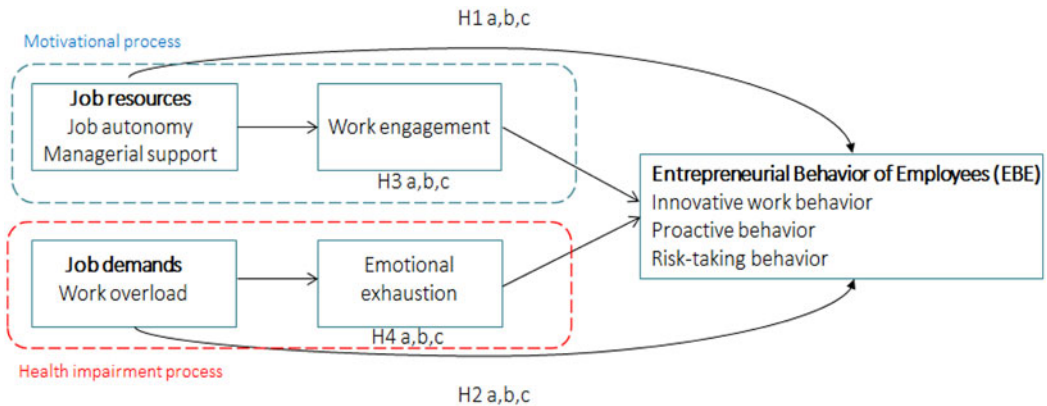 H1 a,b,c
Motivational process
Job resources
Job autonomy
Managerial support
Work engagement
H3 a,b,c
Entrepreneurial Behavior of Employees (EBE)
Innovative work behavior
Proactive behavior
Risk-taking behavior
Job demands
Work overload
Emotional
exhaustion
H4 a,b,c
Health impairment process
H2 a,b,c